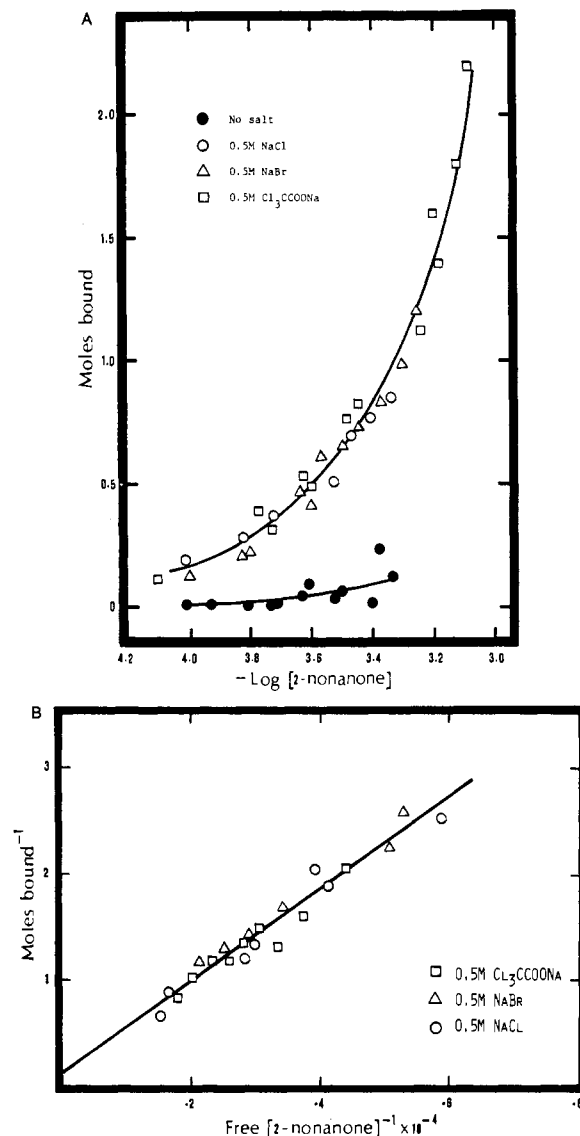 A
No salt
0.5M NaCl
0.5M NaBr
0.5M Cl3CCOONa
Moles bound
2.0
1.5
1.0
0.5
0
4.2 4.0 3.8 3.6 3.4 3.2 3.0
-Log [2-nonanone]
B
Moles bound-1
3
2
1
0.5M CL3CCOONA
0.5M NABR
0.5M NACL
.2 .4 .6 .8
Free [2-nonanone]-1 x10-4